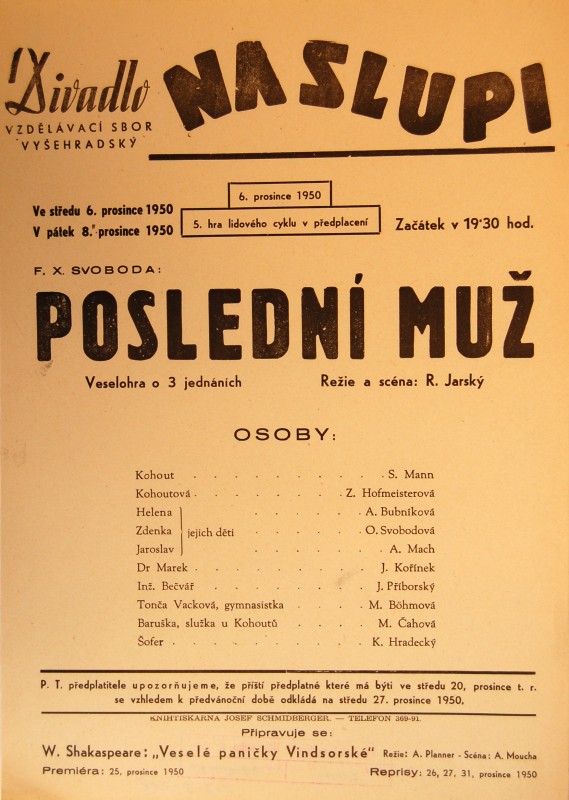 Divadlo
NA SLUPI
VZDĚLÁVACÍ SBOR
VYŠEHRADSKÝ
Ve středu 6. prosince 1950
V pátek 8. prosince 1950
6. prosince 1950
5. hra lidového cyklu v předplacení
Začátek v 19·30 hod.
F. X. SVOBODA:
POSLEDNÍ MUŽ
Veselohra o 3 jednáních
Režie a scéna: R. Jarský
OSOBY:
Kohout . . . . . . . . . S. Mann
Kohoutová . . . . . . . Z. Hofmeisterová
Helena . . . . . A. Bubníková
Zdenka jejich děti . . . . . O. Svobodová
Jaroslav . . . . . A. Mach
Dr Marek . . . . . . . . J. Kořínek
Inž. Bečvář . . . . . . . J. Příborský
Tonča Vacková, gymnasistka . . . . M. Böhmová
Baruška, služka u Kohoutů . . . . M. Čahová
Šofer . . . . . . . . . K. Hradecký
P. T. předplatitele upozorňujeme, že příští předplatné které má býti ve středu 20, prosince t. r.
se vzhledem k předvánoční době odkládá na středu 27. prosince 1950.
KNIHTISKÁRNA JOSEF SCHMIDBERGER. — TELEFON 369-91.
Připravuje se:
W. Shakaspeare: „Veselé paničky Vindsorské" Režie: A. Planner - Scéna: A. Moucha
Premiéra: 25, prosince 1950
Reprisy: 26, 27, 31, prosince 1950